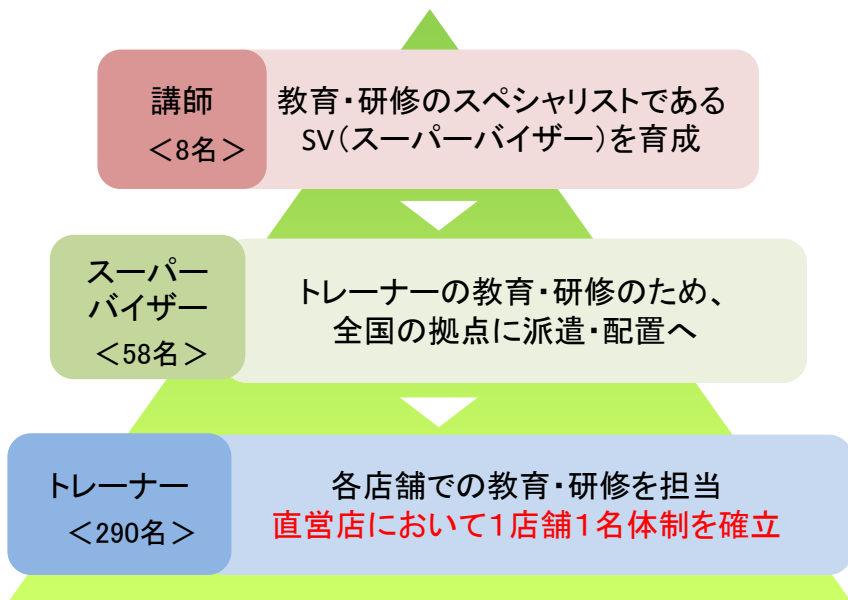 講師
＜8名＞
教育・研修のスペシャリストである
SV（スーパーバイザー）を育成
スーパー
バイザー
＜58名＞
トレーナーの教育・研修のため、
全国の拠点に派遣・配置へ
トレーナー
＜290名＞
各店舗での教育・研修を担当
直営店において１店舗１名体制を確立